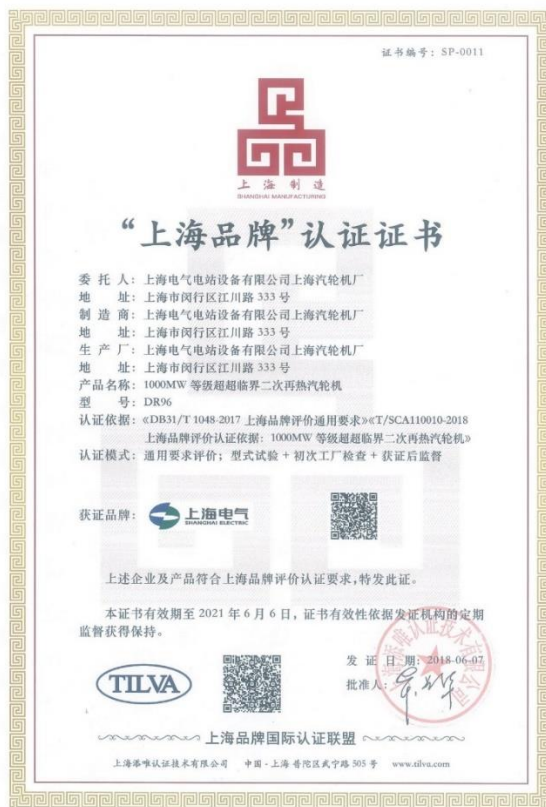 证书编号：SP-0011
上海制造
SHANGHAI MANUFACTURING
“上海品牌”认证证书
委托人：上海电气电站设备有限公司上海汽轮机厂
地址：上海市闵行区江川路 333 号
制造商：上海电气电站设备有限公司上海汽轮机厂
地址：上海市闵行区江川路 333 号
生产厂：上海电气电站设备有限公司上海汽轮机厂
地址：上海市闵行区江川路 333 号
产品名称：1000MW 等级超超临界二次再热汽轮机
型号：DR96
认证依据：《DB31/T 1048-2017 上海品牌评价通用要求》《T/SCA110010-2018
上海品牌评价认证依据：1000MW 等级超超临界二次再热汽轮机》
认证模式：通用要求评价；型式试验 + 初次工厂检查 + 获证后监督
获证品牌：
上海电气
SHANGHAI ELECTRIC
上述企业及产品符合上海品牌评价认证要求，特发此证。
本证书有效期至 2021 年 6 月 6 日，证书有效性依据发证机构的定期
监督获得保持。
发证日期：2018-06-07
批准人：
TILVA
上海品牌国际认证联盟
上海添唯认证技术有限公司 中国 - 上海 普陀区武宁路 505 号 www.tilva.com